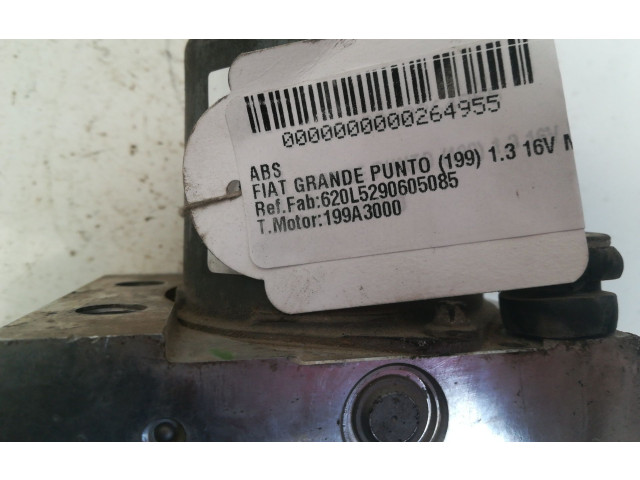 0000000000264955
ABS
FIAT GRANDE PUNTO (199) 1.3 16V
Ref.Fab:620L5290605085
T.Motor:199A3000